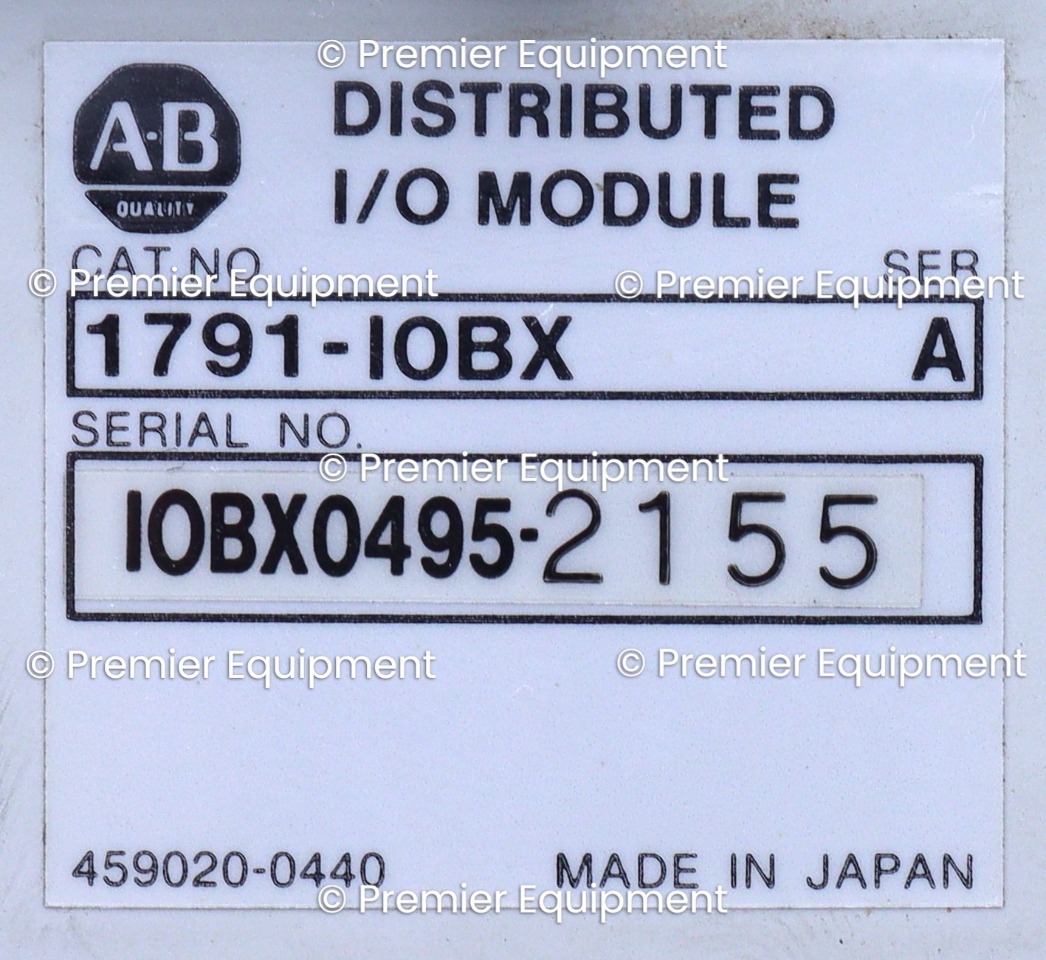 © Premier Equipment
A-B
QUALITY
DISTRIBUTED
I/O MODULE
CAT. NO.
SER
© Premier Equipment
© Premier Equipment
1791-IOBX
A
SERIAL NO.
© Premier Equipment
IOBX0495-2155
© Premier Equipment
© Premier Equipment
459020-0440
MADE IN JAPAN
© Premier Equipment